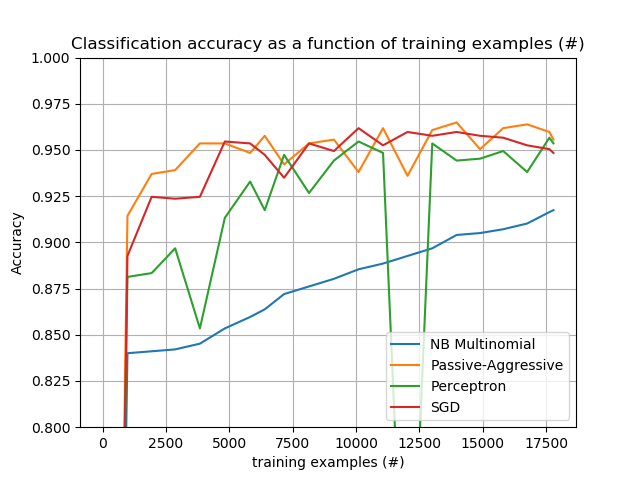 Classification accuracy as a function of training examples (#)
1.000
0.975
0.950
0.925
0.900
0.875
0.850
0.825
0.800
Accuracy
NB Multinomial
Passive-Aggressive
Perceptron
SGD
0 2500 5000 7500 10000 12500 15000 17500
training examples (#)